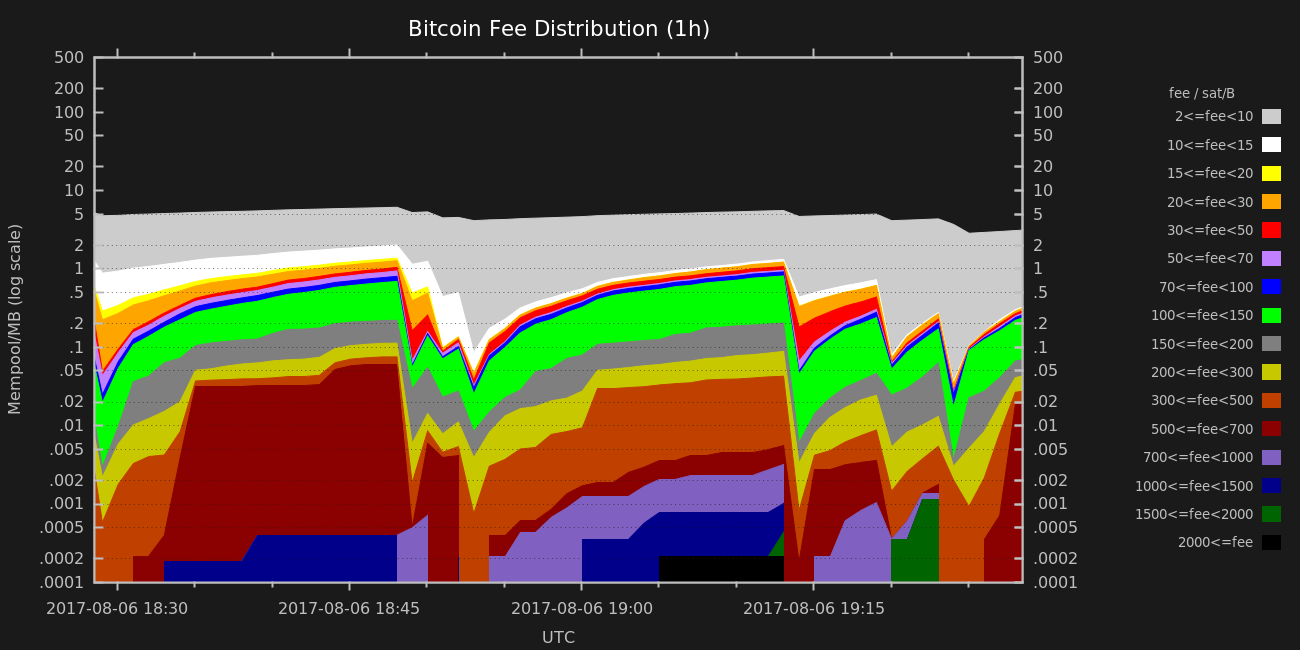 Bitcoin Fee Distribution (1h)
500 500
200 200
100 100
50 50
20 20
10 10
5 5
2 2
1 1
.5 .5
.2 .2
.1 .1
.05 .05
.02 .02
.01 .01
.005 .005
.002 .002
.001 .001
.0005 .0005
.0002 .0002
.0001 .0001
Mempool/MB (log scale)
2017-08-06 18:30 2017-08-06 18:45 2017-08-06 19:00 2017-08-06 19:15
UTC
fee / sat/B
2<=fee<10
10<=fee<15
15<=fee<20
20<=fee<30
30<=fee<50
50<=fee<70
70<=fee<100
100<=fee<150
150<=fee<200
200<=fee<300
300<=fee<500
500<=fee<700
700<=fee<1000
1000<=fee<1500
1500<=fee<2000
2000<=fee